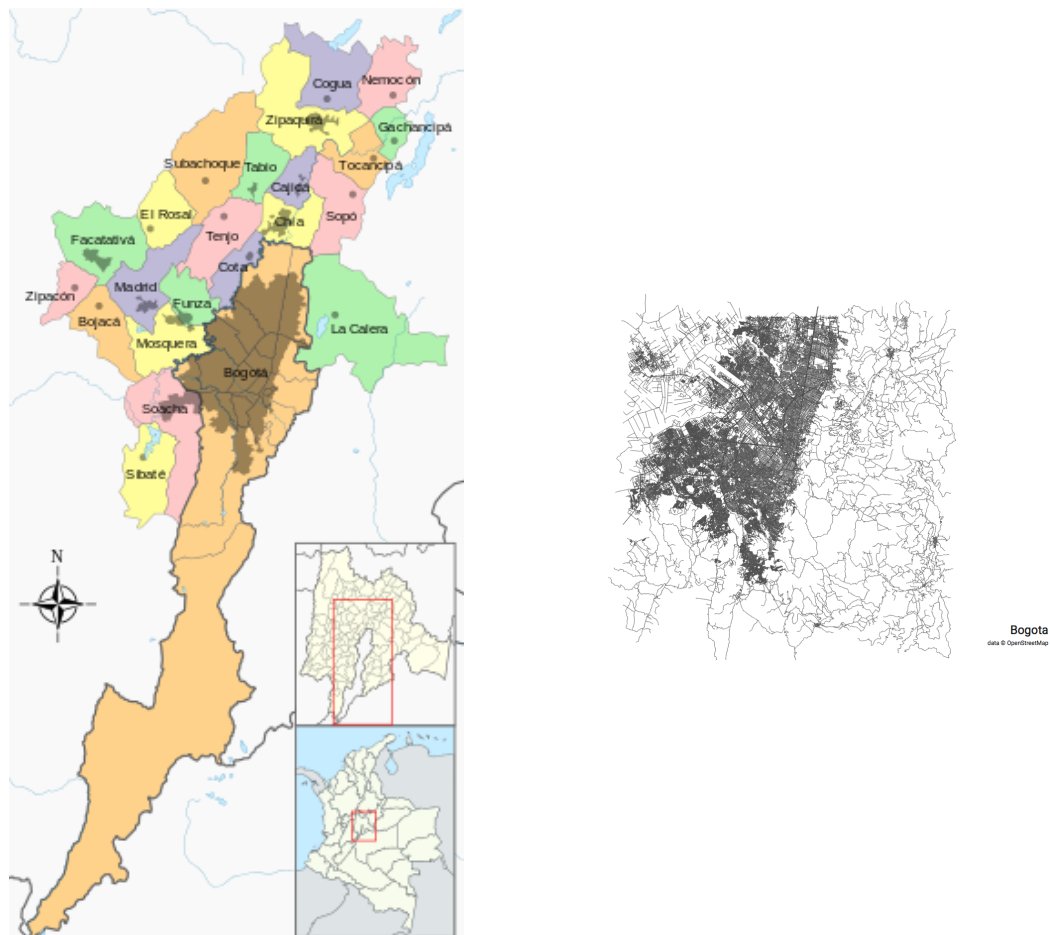 Cogua
Nemocón
Zipaquirá
Gachancipá
Subachoque
Tabio
Tocancipá
Cajicá
El Rosal
Chía
Sopó
Tenjo
Facatativá
Cota
Madrid
Zipacón
Funza
Bojacá
La Calera
Mosquera
Bogotá
Soacha
Sibaté
N
Bogota
data © OpenStreetMap